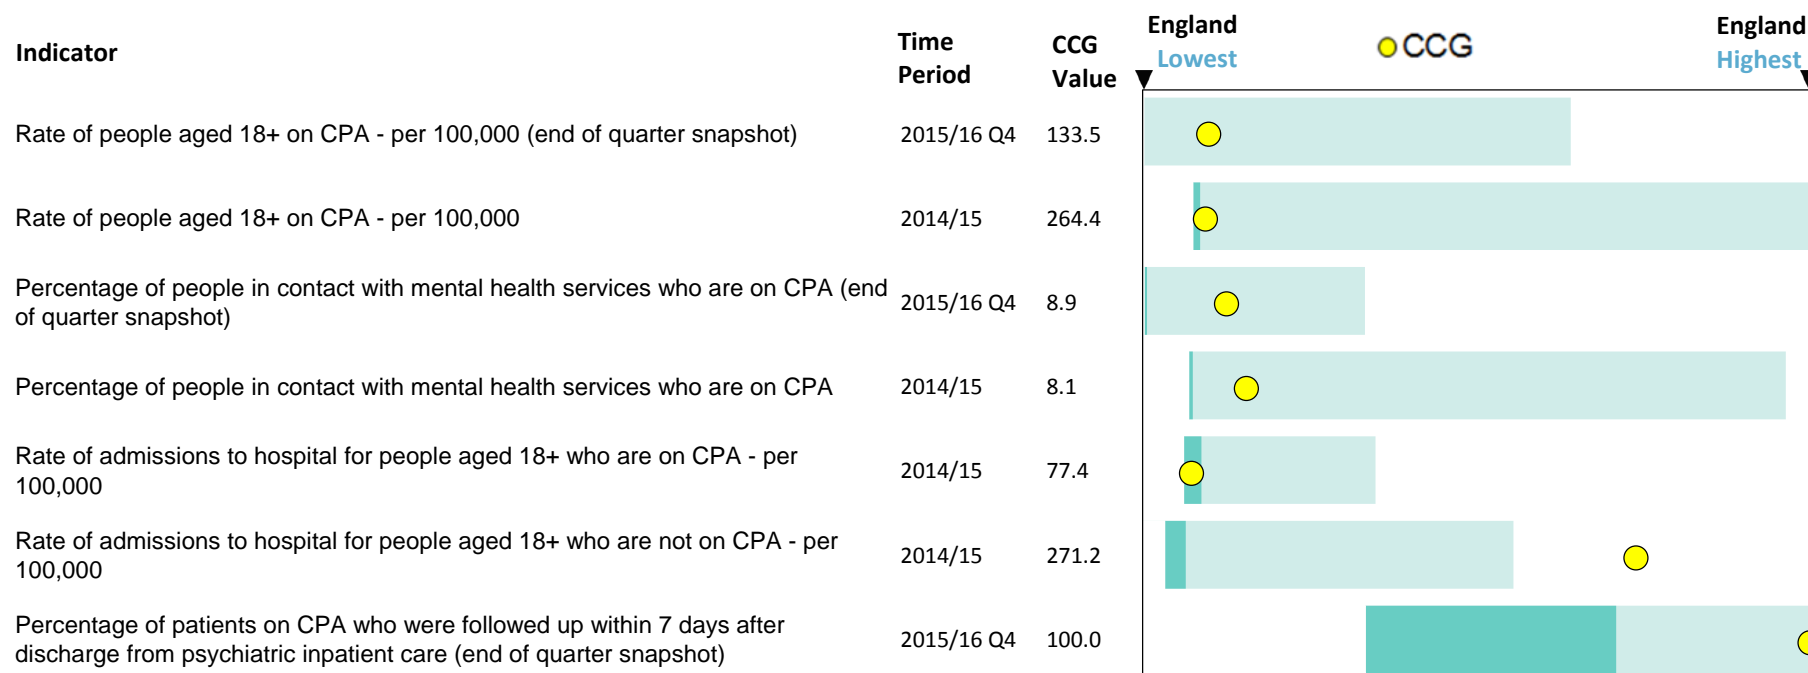 Indicator
Time
Period
CCG
Value
England
Lowest
CCG
England
Highest
Rate of people aged 18+ on CPA - per 100,000 (end of quarter snapshot) 2015/16 Q4 133.5
Rate of people aged 18+ on CPA - per 100,000 2014/15 264.4
Percentage of people in contact with mental health services who are on CPA (end
of quarter snapshot) 2015/16 Q4 8.9
Percentage of people in contact with mental health services who are on CPA 2014/15 8.1
Rate of admissions to hospital for people aged 18+ who are on CPA - per
100,000 2014/15 77.4
Rate of admissions to hospital for people aged 18+ who are not on CPA - per
100,000 2014/15 271.2
Percentage of patients on CPA who were followed up within 7 days after
discharge from psychiatric inpatient care (end of quarter snapshot) 2015/16 Q4 100.0